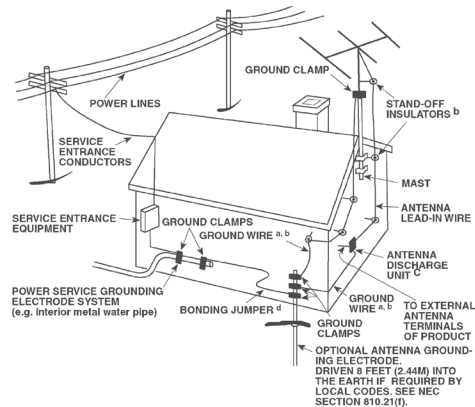 GROUND CLAMP
POWER LINES
STAND-OFF
INSULATORS b
SERVICE
ENTRANCE
CONDUCTORS
MAST
ANTENNA
LEAD-IN WIRE
SERVICE ENTRANCE
EQUIPMENT
GROUND CLAMPS
GROUND WIRE a, b
ANTENNA
DISCHARGE
UNIT C
POWER SERVICE GROUNDING
ELECTRODE SYSTEM
(e.g. Interior metal water pipe)
BONDING JUMPER d
GROUND
WIRE a, b
GROUND
CLAMPS
TO EXTERNAL
ANTENNA
TERMINALS
OF PRODUCT
OPTIONAL ANTENNA GROUND-
ING ELECTRODE.
DRIVEN 8 FEET (2.44M) INTO
THE EARTH IF REQUIRED BY
LOCAL CODES. SEE NEC
SECTION 810.21(f).